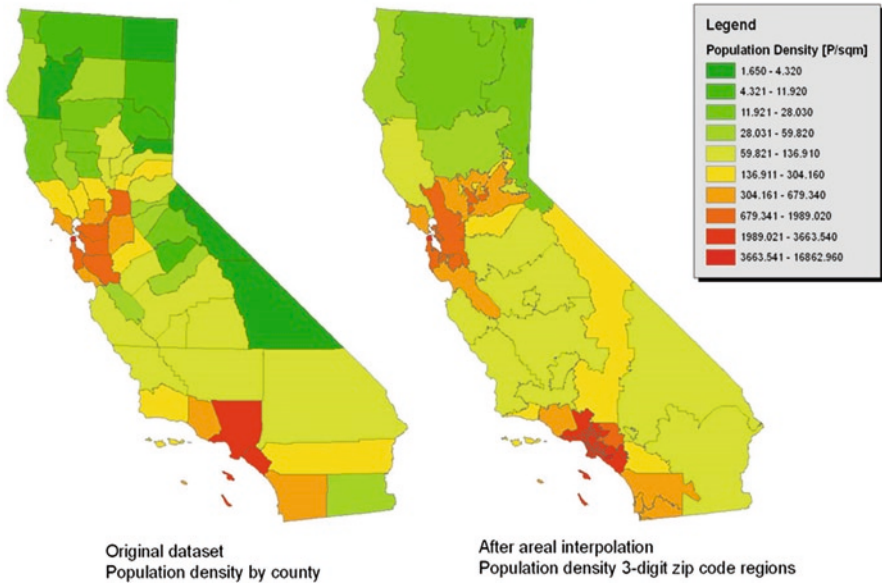 Legend
Population Density [P/sqm]
1.650 - 4.320
4.321 - 11.920
11.921 - 28.030
28.031 - 59.820
59.821 - 136.910
136.911 - 304.160
304.161 - 679.340
679.341 - 1989.020
1989.021 - 3663.540
3663.541 - 16862.960
Original dataset
Population density by county
After areal interpolation
Population density 3-digit zip code regions